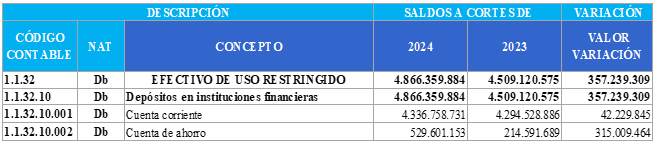 DESCRIPCIÓN SALDOS A CORTES DE VARIACIÓN
CÓDIGO CONTABLE NAT CONCEPTO 2024 2023 VALOR VARIACIÓN
1.1.32 Db EFECTIVO DE USO RESTRINGIDO 4.866.359.884 4.509.120.575 357.239.309
1.1.32.10 Db Depósitos en instituciones financieras 4.866.359.884 4.509.120.575 357.239.309
1.1.32.10.001 Db Cuenta corriente 4.336.758.731 4.294.528.886 42.229.845
1.1.32.10.002 Db Cuenta de ahorro 529.601.153 214.591.689 315.009.464